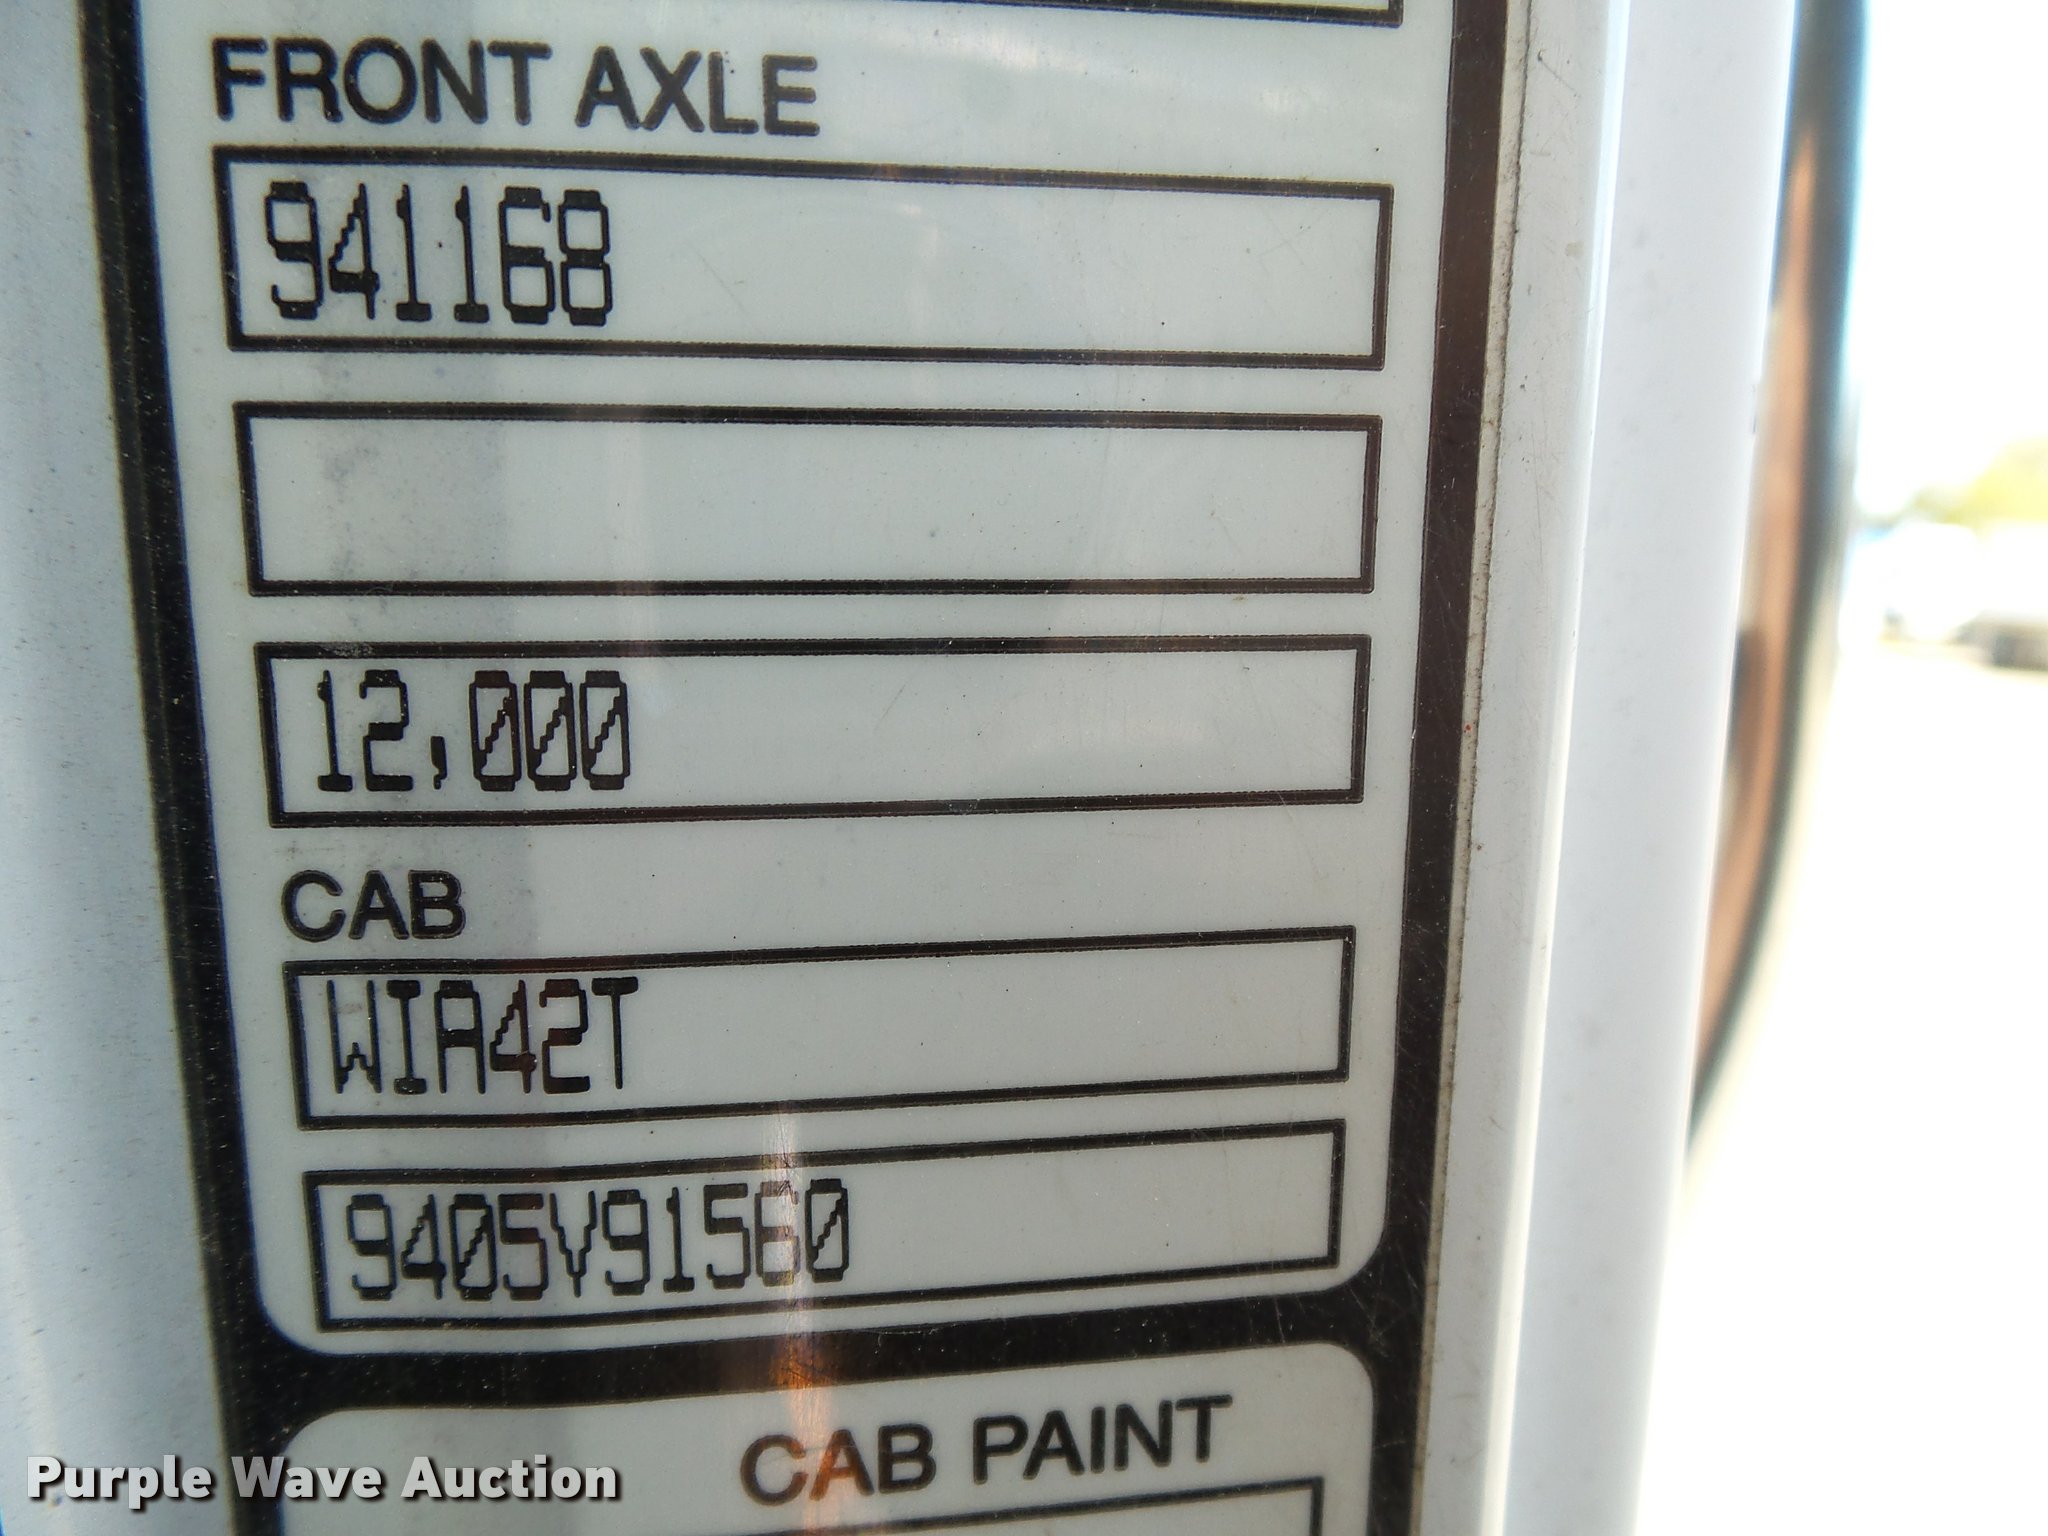 FRONT AXLE
941168
12,000
CAB
WIA42T
9405V91560
CAB PAINT
Purple Wave Auction